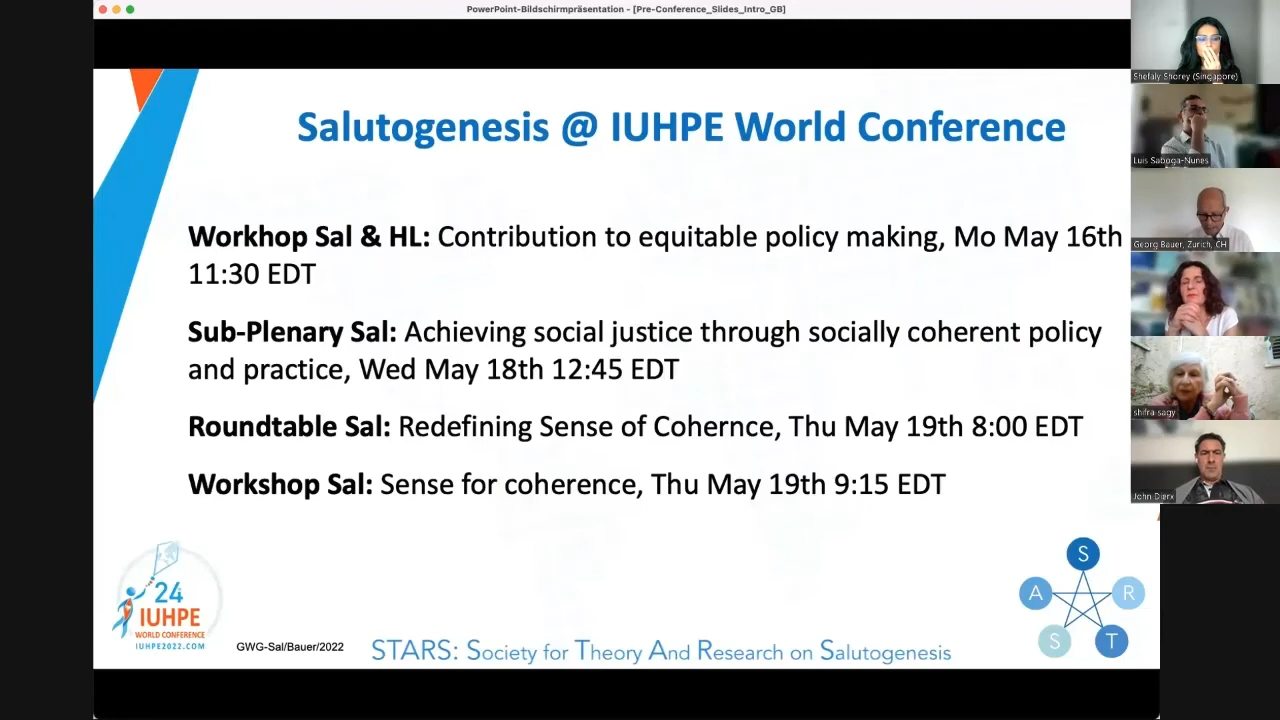 PowerPoint-Bildschirmpräsentation - [Pre-Conference_Slides_Intro_GB]
Salutogenesis @ IUHPE World Conference
Workhop Sal & HL: Contribution to equitable policy making, Mo May 16th
11:30 EDT
Sub-Plenary Sal: Achieving social justice through socially coherent policy
and practice, Wed May 18th 12:45 EDT
Roundtable Sal: Redefining Sense of Cohernce, Thu May 19th 8:00 EDT
Workshop Sal: Sense for coherence, Thu May 19th 9:15 EDT
24
IUHPE
WORLD CONFERENCE
IUHPE2022.COM
GWG-Sal/Bauer/2022
STARS: Society for Theory And Research on Salutogenesis
S
A
R
S
T
Shefaly Shorey (Singapore)
Luis Saboga-Nunes
Georg Bauer, Zurich, CH
shifra sagy
John Dierx